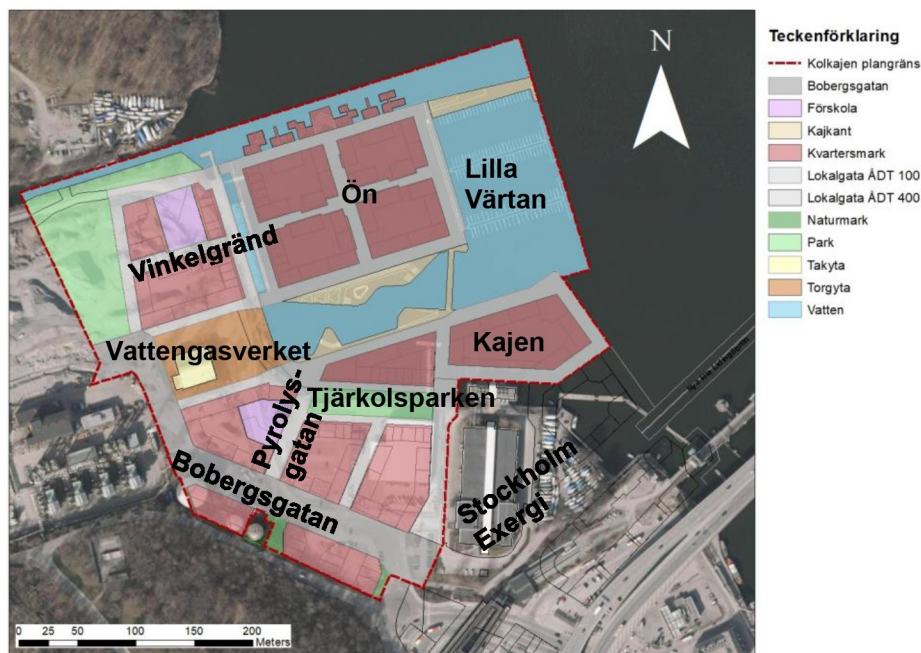 N
Ön
Lilla
Värtan
Vinkelgränd
Vattengasverket
Kajen
Tjärkolsparken
Pyrolys-
gatan
Bobergsgatan
Stockholm
Exergi
0 25 50 100 150 200
Meters
Teckenförklaring
Kolkajen plangräns
Bobergsgatan
Förskola
Kajkant
Kvartersmark
Lokalgata ÅDT 100
Lokalgata ÅDT 400
Naturmark
Park
Takyta
Torgyta
Vatten